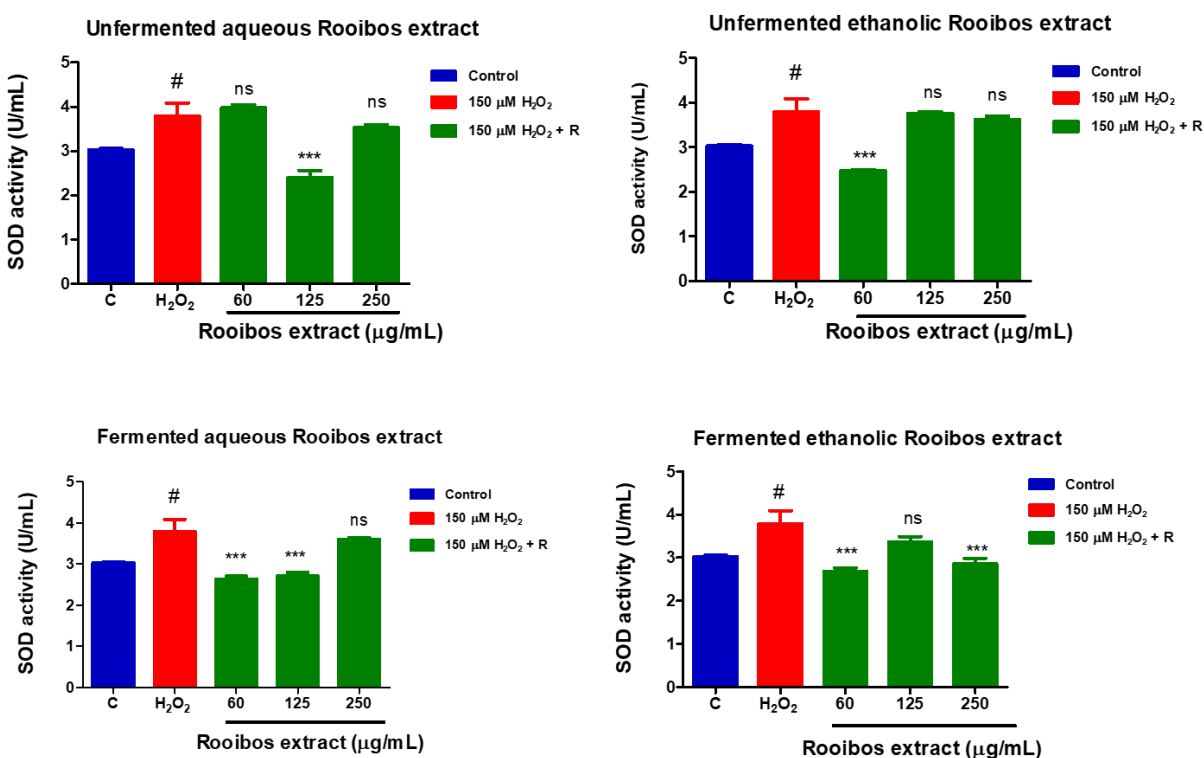 Unfermented aqueous Rooibos extract
SOD activity (U/mL)
5
4
3
2
1
0
#
ns
***
ns
C
H₂O₂
60
125
250
Rooibos extract (μg/mL)
Control
150 μM H₂O₂
150 μM H₂O₂ + R
Unfermented ethanolic Rooibos extract
SOD activity (U/mL)
5
4
3
2
1
0
#
***
ns
ns
C
H₂O₂
60
125
250
Rooibos extract (μg/mL)
Control
150 μM H₂O₂
150 μM H₂O₂ + R
Fermented aqueous Rooibos extract
SOD activity (U/mL)
5
4
3
2
1
0
#
***
***
ns
C
H₂O₂
60
125
250
Rooibos extract (μg/mL)
Control
150 μM H₂O₂
150 μM H₂O₂ + R
Fermented ethanolic Rooibos extract
SOD activity (U/mL)
5
4
3
2
1
0
#
***
ns
***
C
H₂O₂
60
125
250
Rooibos extract (μg/mL)
Control
150 μM H₂O₂
150 μM H₂O₂ + R